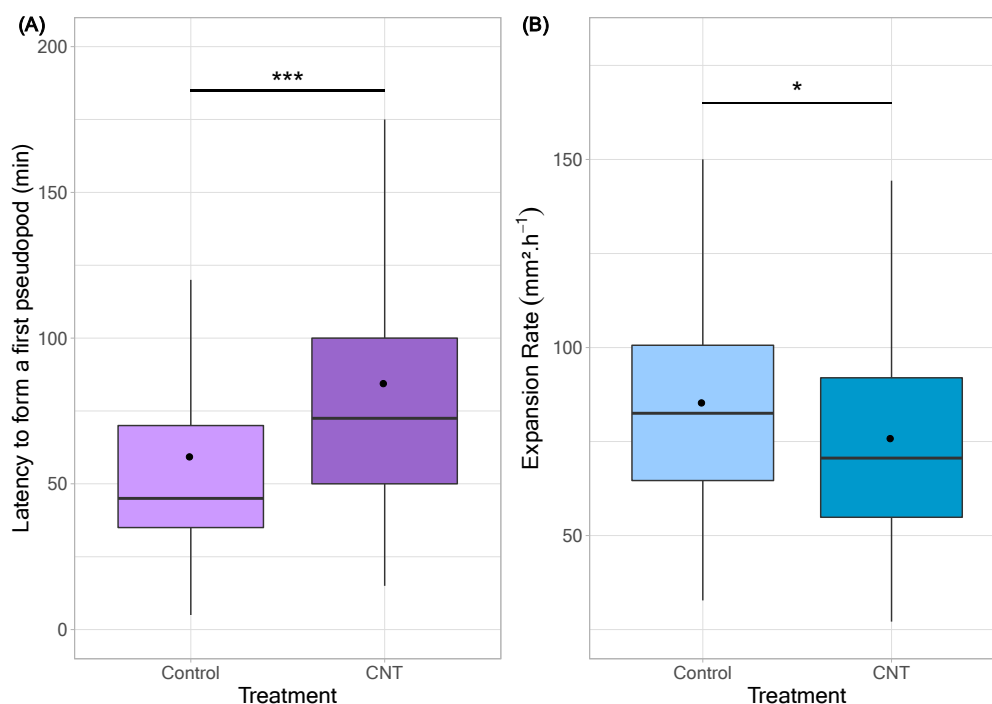 (A)
Latency to form a first pseudopod (min)
200
150
100
50
0
***
Control
CNT
Treatment
(B)
Expansion Rate (mm².h⁻¹)
150
100
50
*
Control
CNT
Treatment